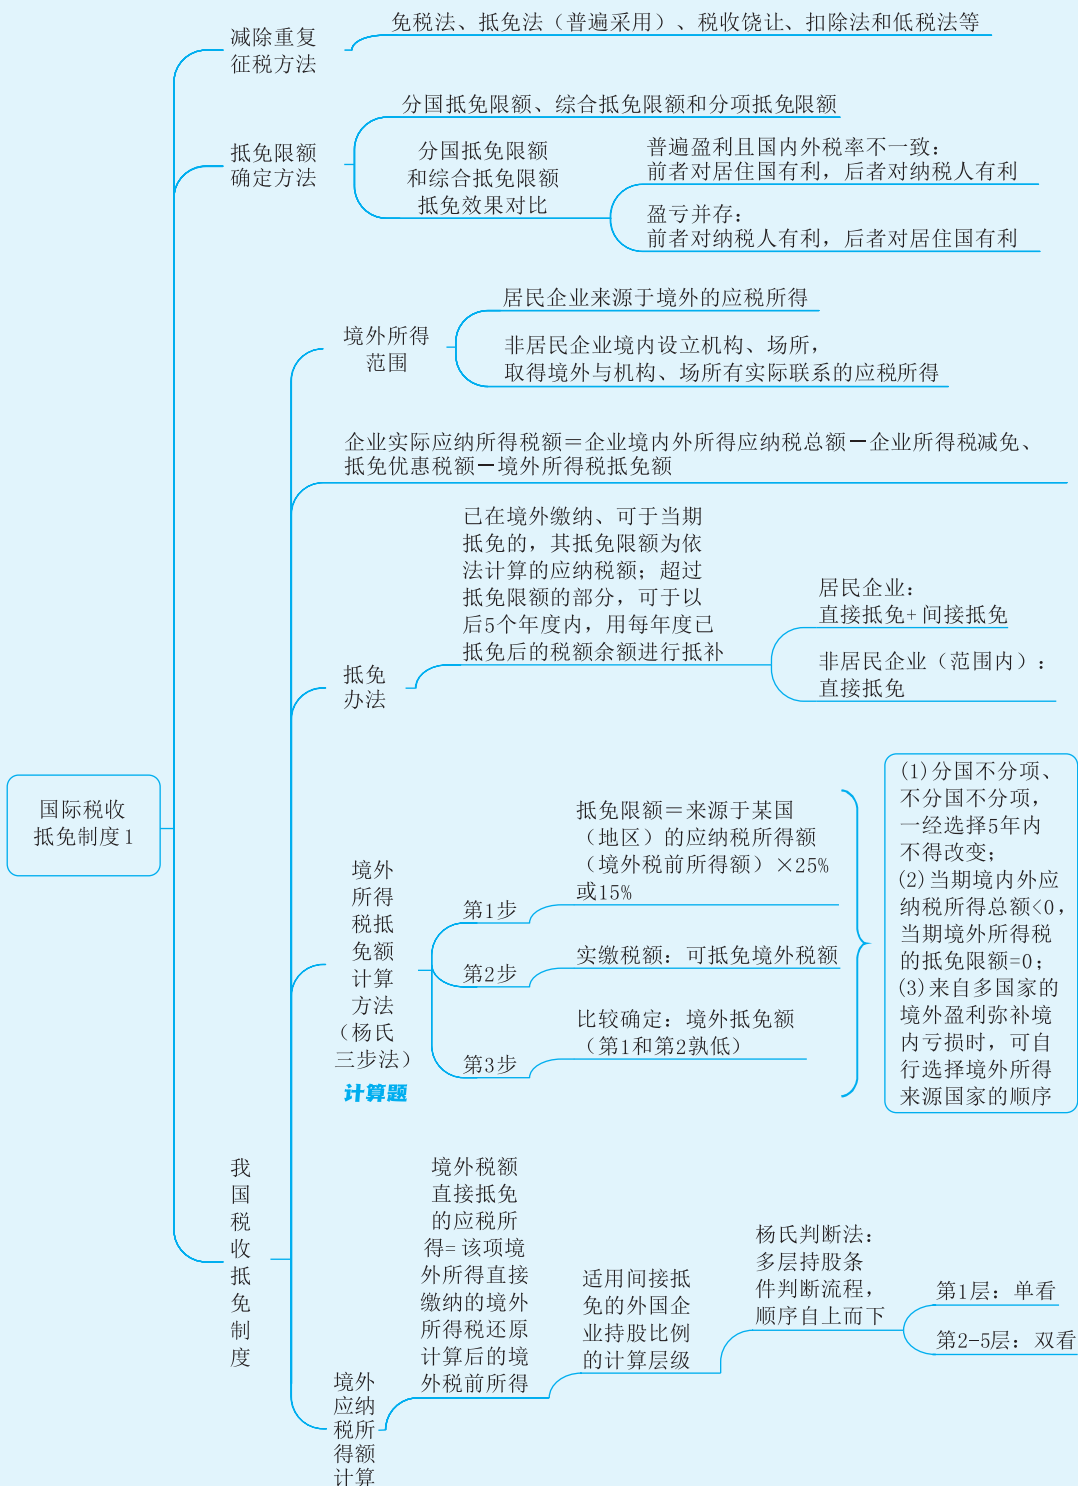 国际税收
抵免制度1
减除重复
征税方法
免税法、抵免法（普遍采用）、税收饶让、扣除法和低税法等
抵免限额
确定方法
分国抵免限额、综合抵免限额和分项抵免限额
分国抵免限额
和综合抵免限额
抵免效果对比
普遍盈利且国内外税率不一致：
前者对居住国有利，后者对纳税人有利
盈亏并存：
前者对纳税人有利，后者对居住国有利
我
国
税
收
抵
免
制
度
境外所得
范围
居民企业来源于境外的应税所得
非居民企业境内设立机构、场所，
取得境外与机构、场所有实际联系的应税所得
企业实际应纳所得税额＝企业境内外所得应纳税总额－企业所得税减免、
抵免优惠税额－境外所得税抵免额
抵免
办法
已在境外缴纳、可于当期
抵免的，其抵免限额为依
法计算的应纳税额；超过
抵免限额的部分，可于以
后5个年度内，用每年度已
抵免后的税额余额进行抵补
居民企业：
直接抵免+间接抵免
非居民企业（范围内）：
直接抵免
境外
所得
税抵
免额
计算
方法
（杨氏
三步法）
计算题
第1步
抵免限额＝来源于某国
（地区）的应纳税所得额
（境外税前所得额）×25%
或15%
第2步
实缴税额：可抵免境外税额
第3步
比较确定：境外抵免额
（第1和第2孰低）
(1)分国不分项、
不分国不分项，
一经选择5年内
不得改变；
(2)当期境内外应
纳税所得总额<0，
当期境外所得税
的抵免限额=0；
(3)来自多国家的
境外盈利弥补境
内亏损时，可自
行选择境外所得
来源国家的顺序
境外
应纳
税所
得额
计算
境外税额
直接抵免
的应税所
得=该项境
外所得直接
缴纳的境外
所得税还原
计算后的境
外税前所得
适用间接抵
免的外国企
业持股比例
的计算层级
杨氏判断法：
多层持股条
件判断流程，
顺序自上而下
第1层：单看
第2-5层：双看